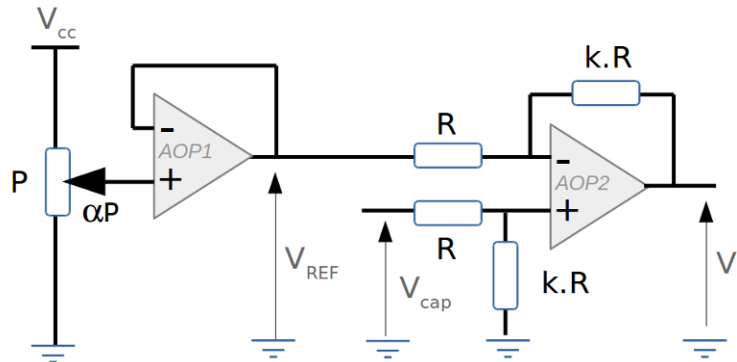 Vcc
k.R
R
-
AOP1
-
AOP2
P
+
αP
+
R
VREF
Vcap
k.R
V